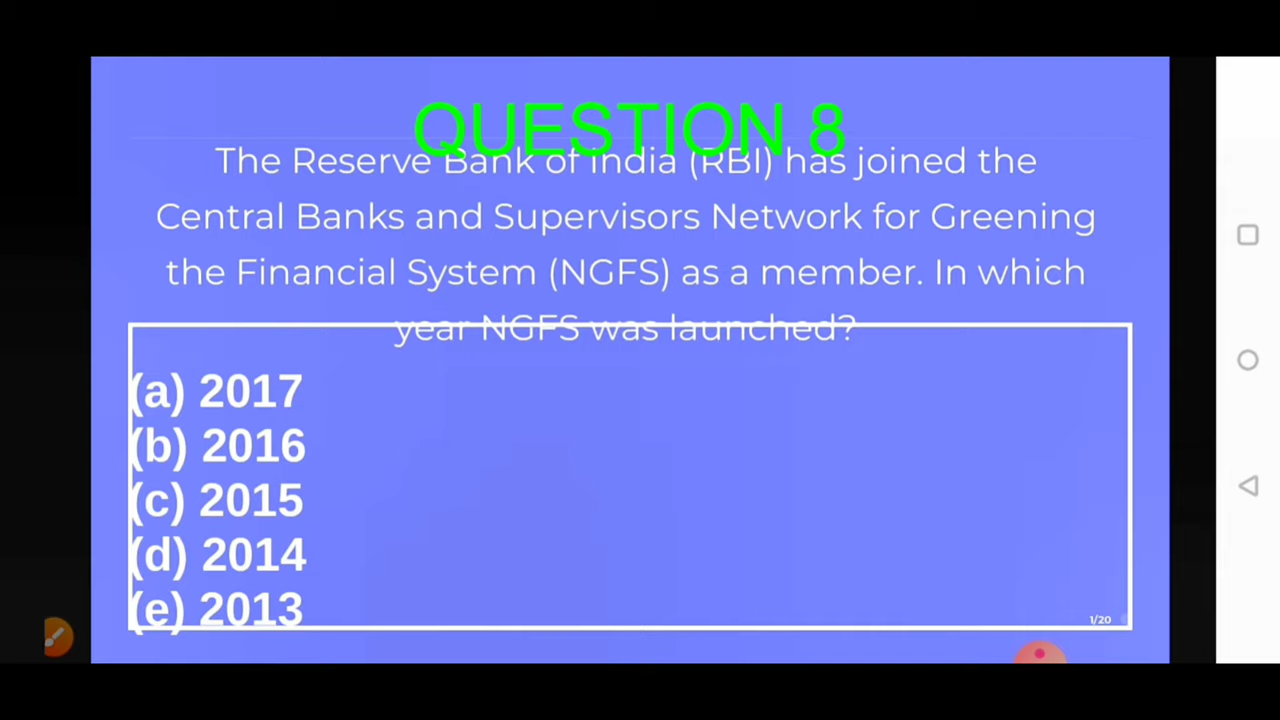 QUESTION 8
The Reserve Bank of India (RBI) has joined the
Central Banks and Supervisors Network for Greening
the Financial System (NGFS) as a member. In which
year NGFS was launched?
(a) 2017
(b) 2016
(c) 2015
(d) 2014
(e) 2013
1/20